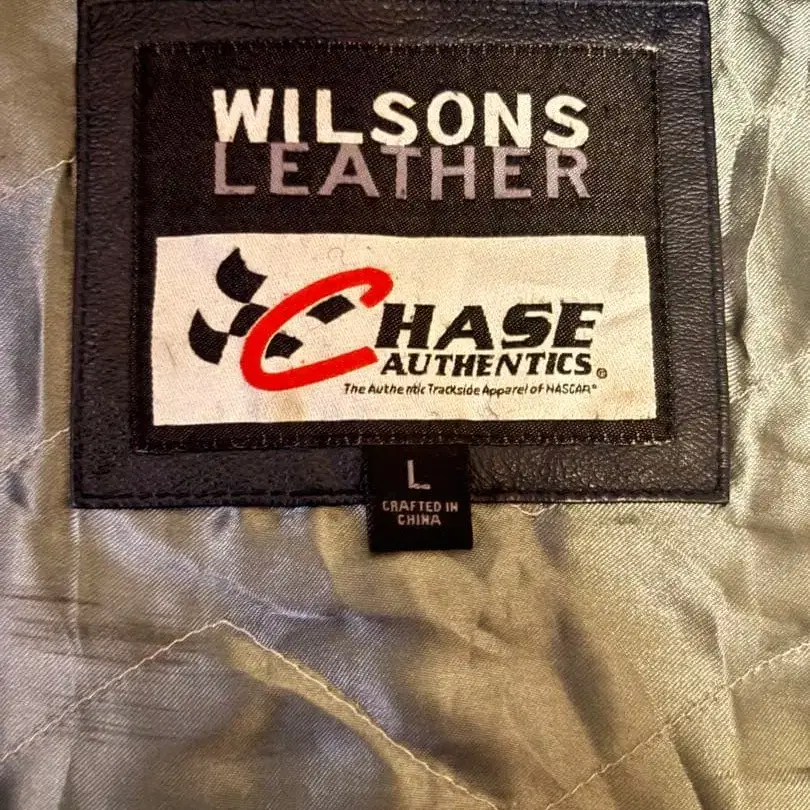 WILSONS
LEATHER
CHASE
AUTHENTICS®
The Authentic Trackside Apparel of NASCAR®
L
CRAFTED IN
CHINA